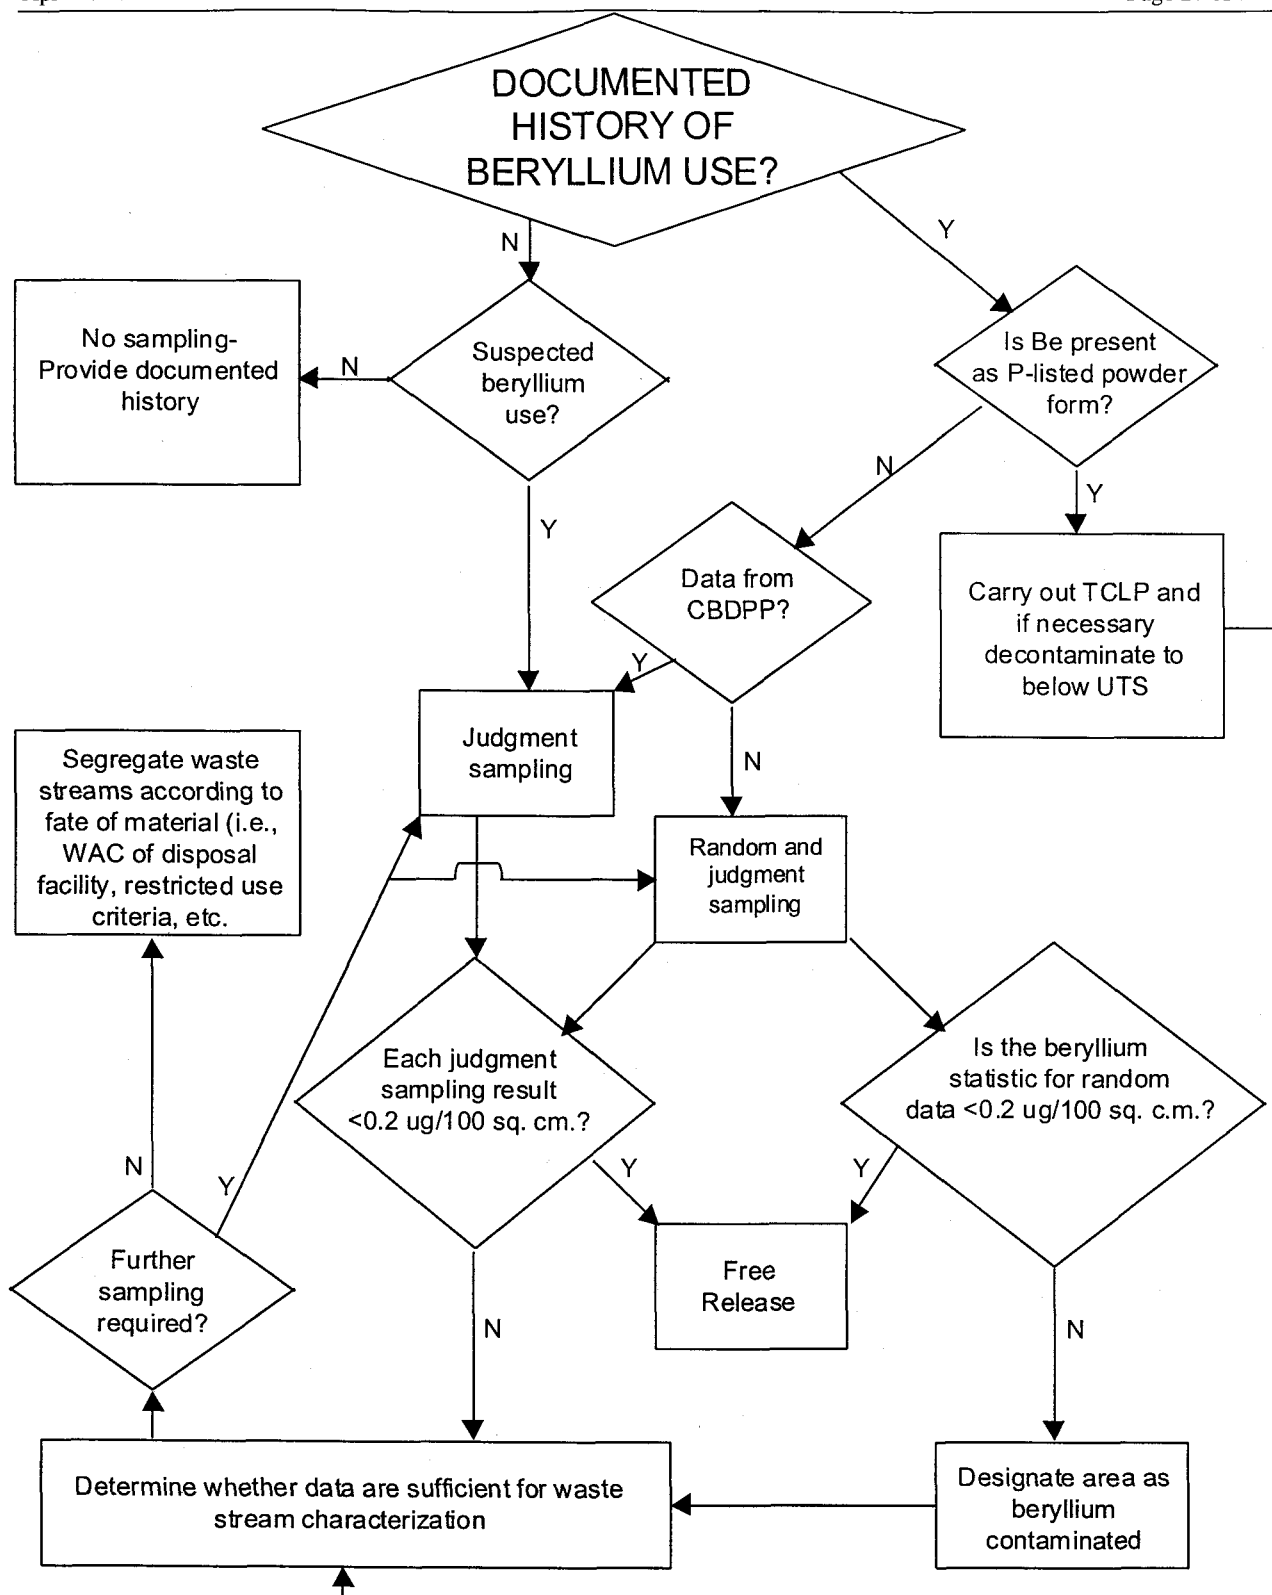 DOCUMENTED
HISTORY OF
BERYLLIUM USE?
N
Y
No sampling-
Provide documented
history
N
Suspected
beryllium
use?
Is Be present
as P-listed powder
form?
N
Y
Y
Data from
CBDPP?
Carry out TCLP and
if necessary
decontaminate to
below UTS
Y
N
Judgment
sampling
Segregate waste
streams according to
fate of material (i.e.,
WAC of disposal
facility, restricted use
criteria, etc.
Random and
judgment
sampling
Each judgment
sampling result
<0.2 ug/100 sq. cm.?
Is the beryllium
statistic for random
data <0.2 ug/100 sq. c.m.?
N
Y
Y
Y
Further
sampling
required?
Free
Release
N
N
Determine whether data are sufficient for waste
stream characterization
Designate area as
beryllium
contaminated